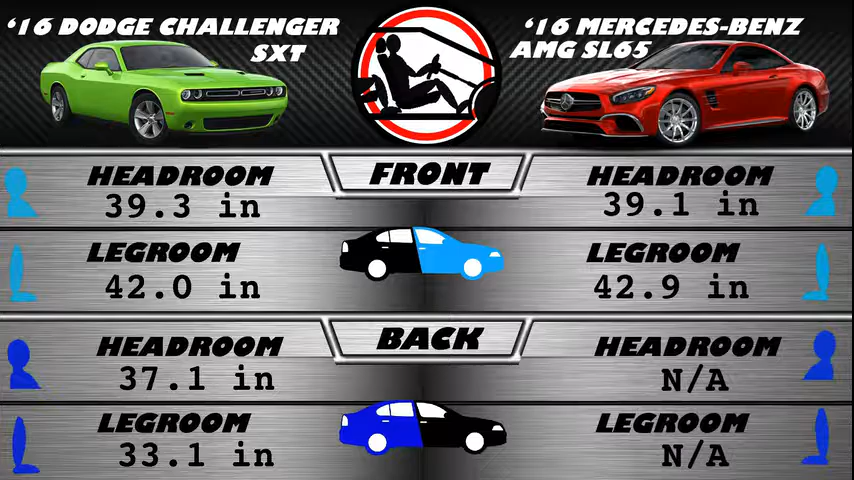 ‘16 DODGE CHALLENGER
SXT
‘16 MERCEDES-BENZ
AMG SL65
FRONT
HEADROOM
39.3 in
HEADROOM
39.1 in
LEGROOM
42.0 in
LEGROOM
42.9 in
BACK
HEADROOM
37.1 in
HEADROOM
N/A
LEGROOM
33.1 in
LEGROOM
N/A